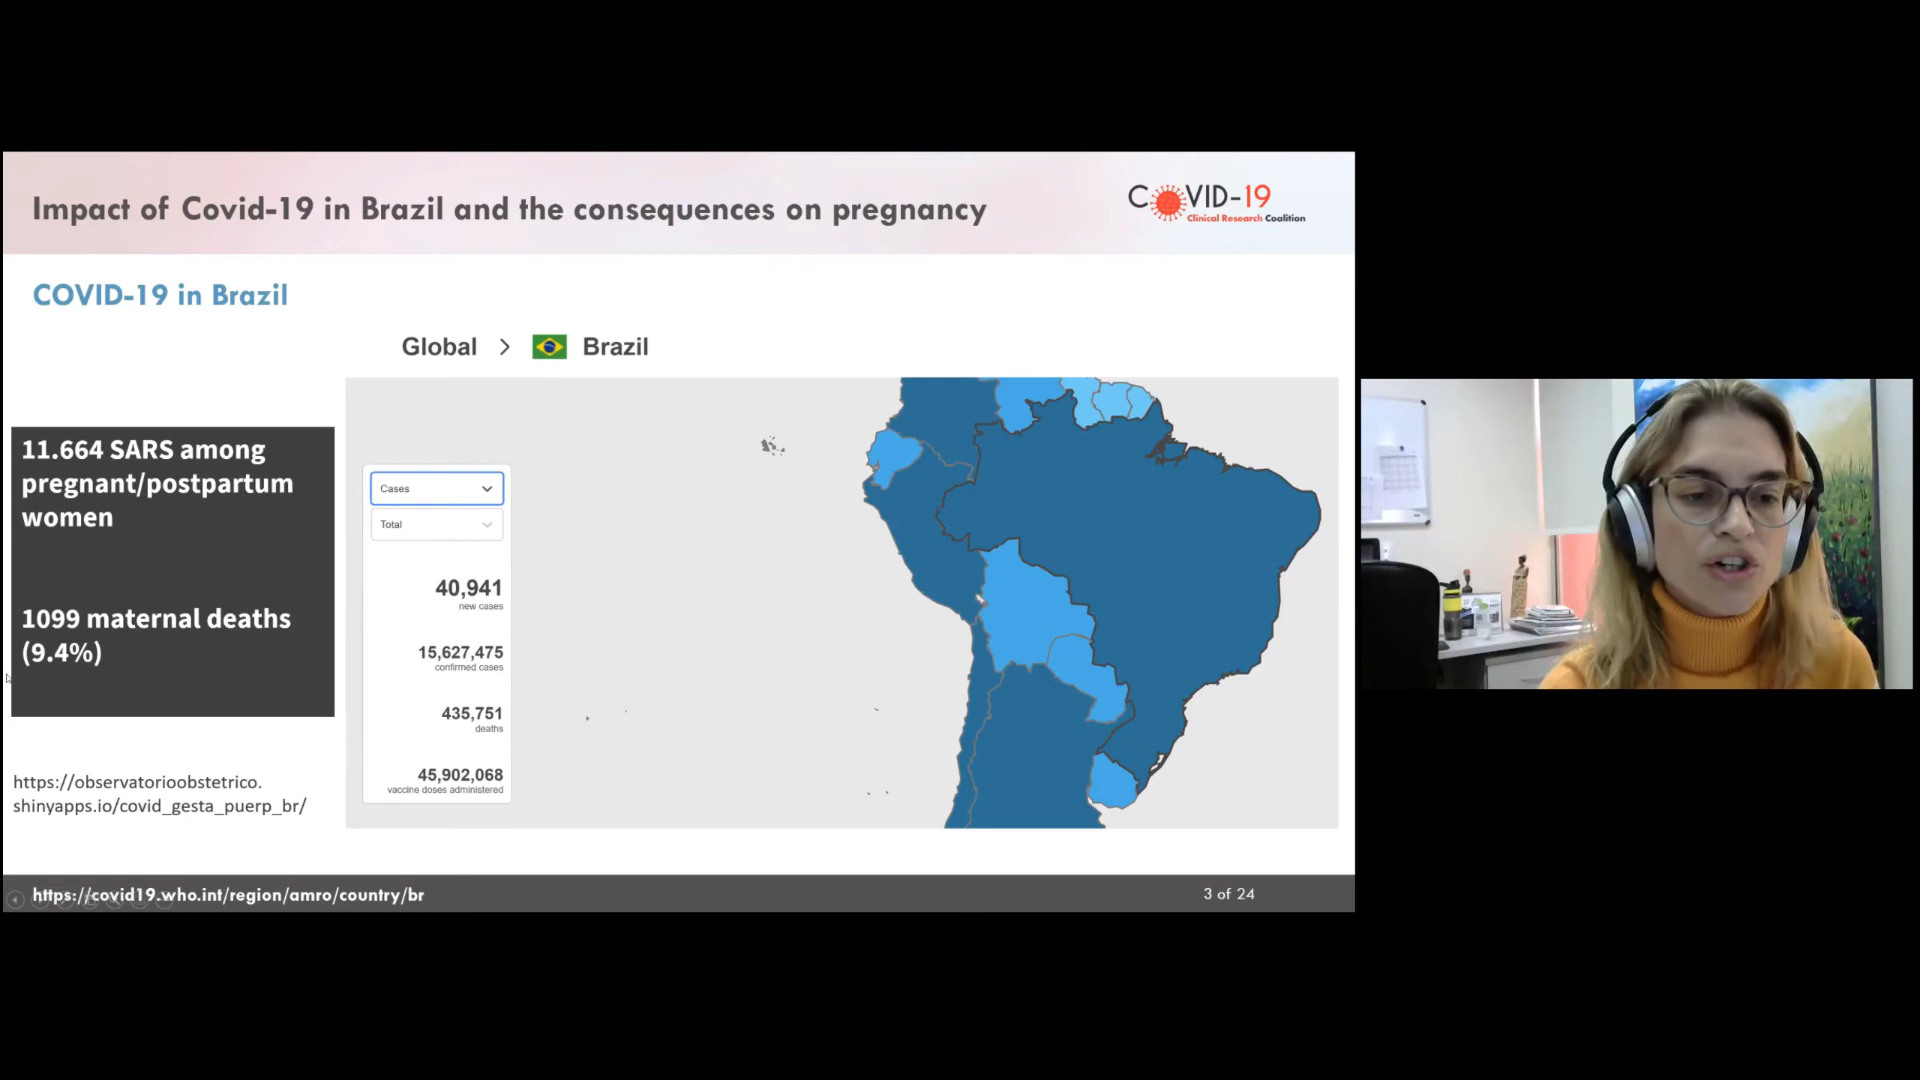 Impact of Covid-19 in Brazil and the consequences on pregnancy
COVID-19
Clinical Research Coalition
COVID-19 in Brazil
Global > Brazil
11.664 SARS among
pregnant/postpartum
women
1099 maternal deaths
(9.4%)
https://observatorioobstetrico.
shinyapps.io/covid_gesta_puerp_br/
Cases
Total
40,941
new cases
15,627,475
confirmed cases
435,751
deaths
45,902,068
vaccine doses administered
https://covid19.who.int/region/amro/country/br
3 of 24